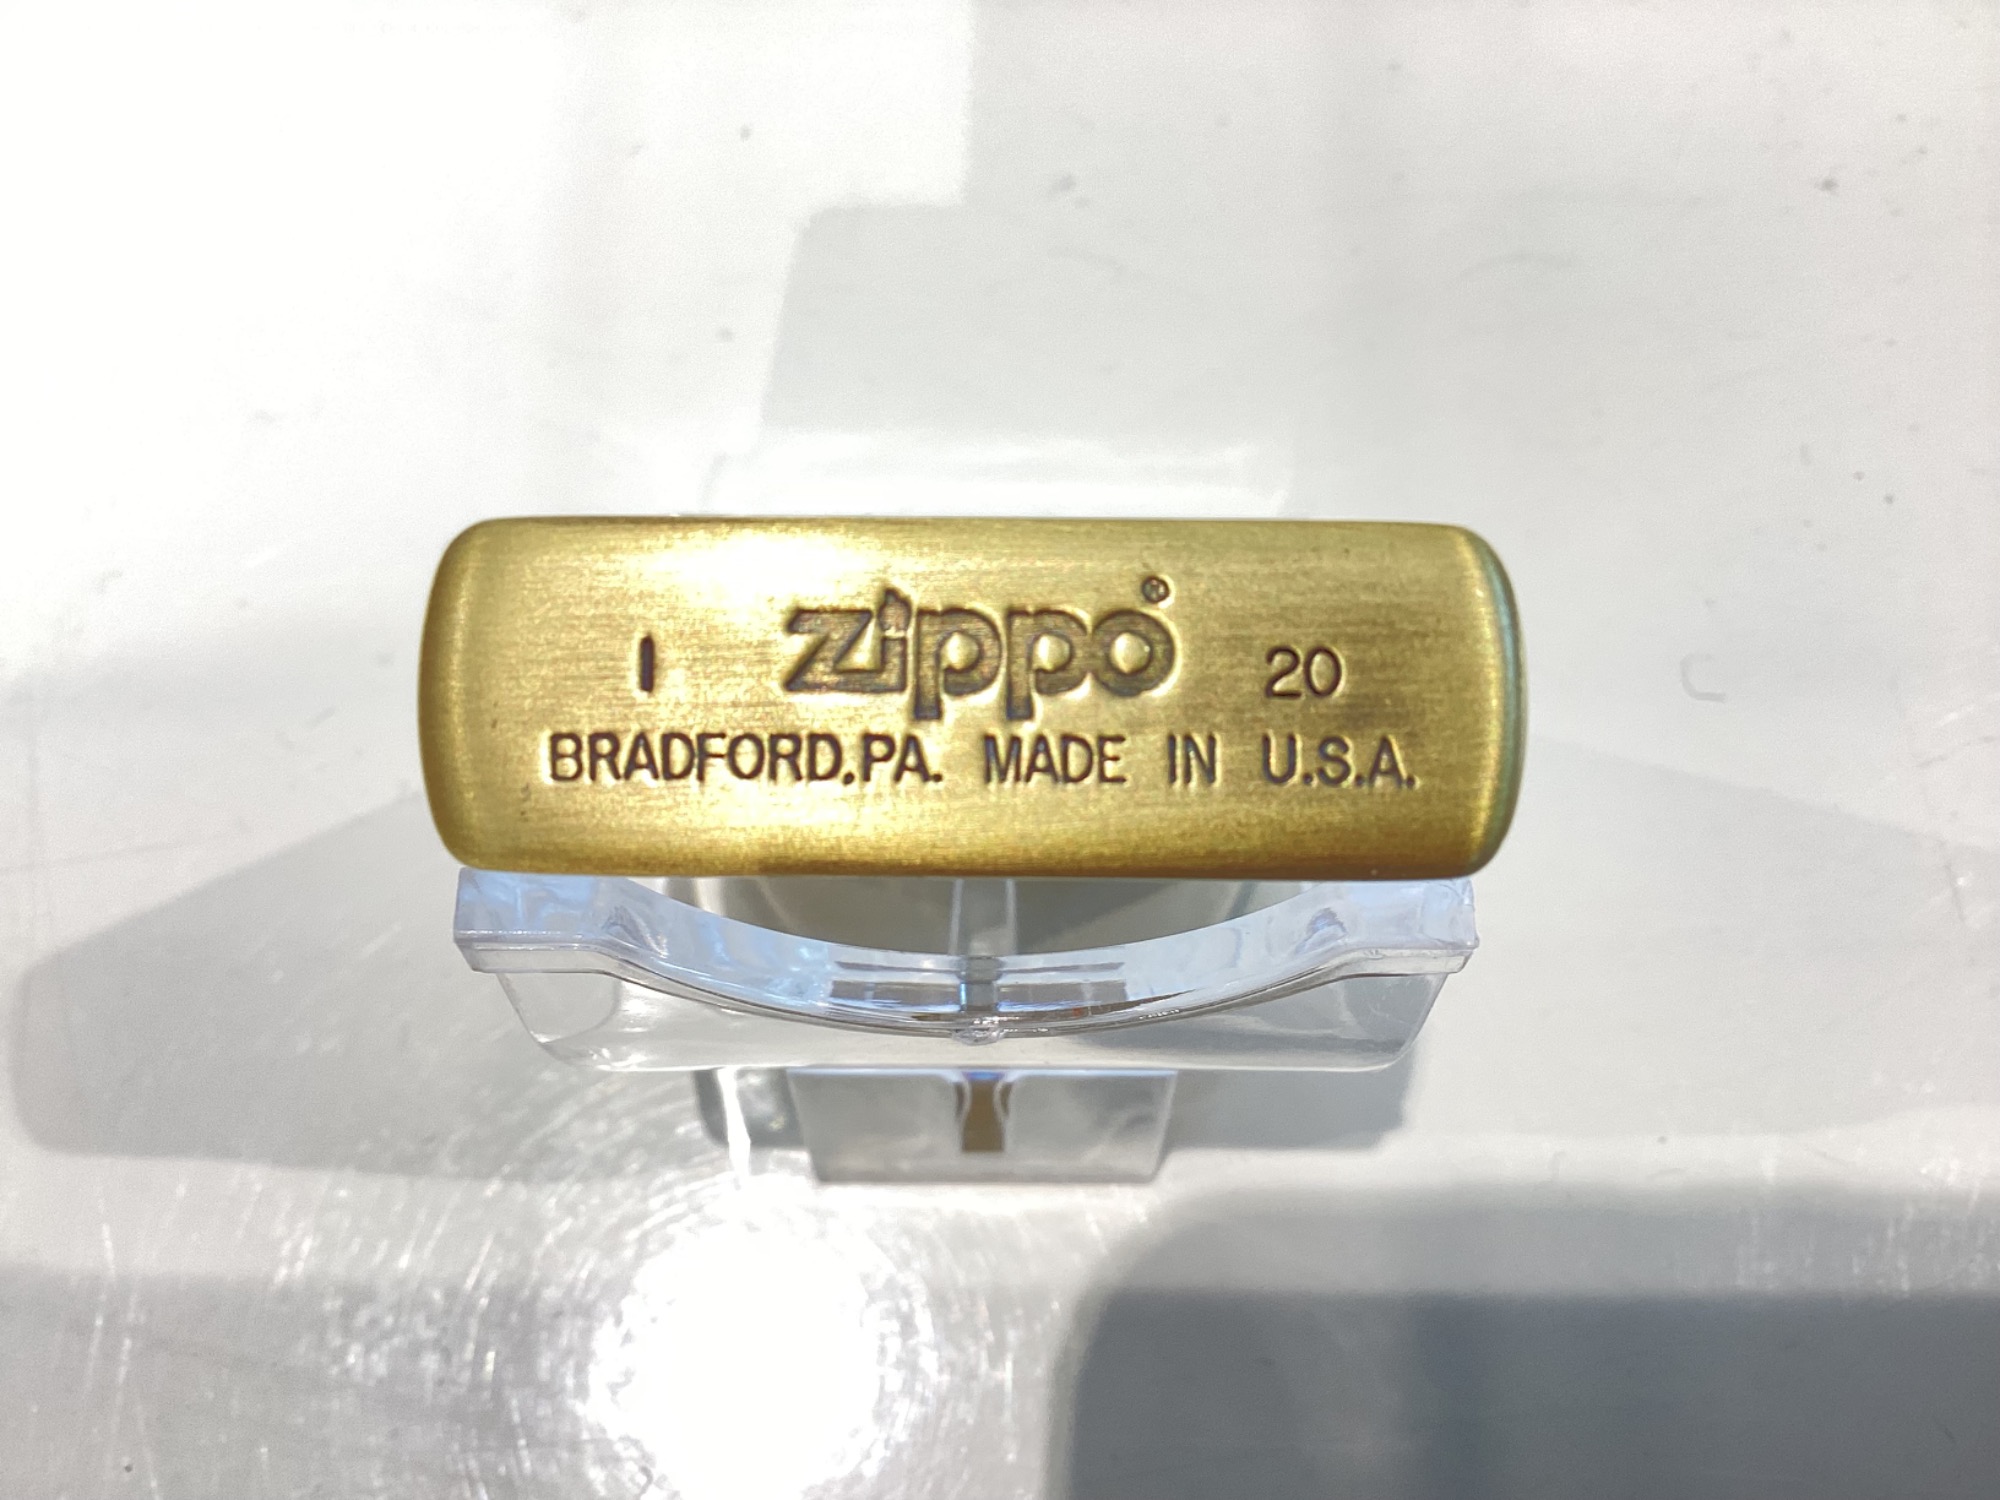 I zippo® 20
BRADFORD,PA. MADE IN U.S.A.